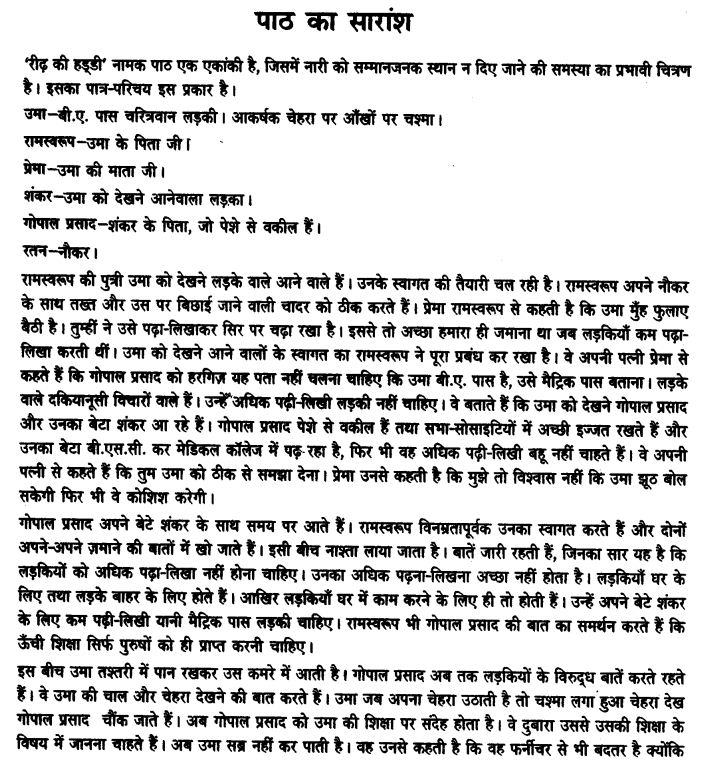 पाठ का सारांश
'रीढ़ की हड्डी' नामक पाठ एक एकांकी है, जिसमें नारी को सम्मानजनक स्थान न दिए जाने की समस्या का प्रभावी चित्रण
है। इसका पात्र-परिचय इस प्रकार है।
उमा–बी.ए. पास चरित्रवान लड़की। आकर्षक चेहरा पर आँखों पर चश्मा।
रामस्वरूप–उमा के पिता जी।
प्रेमा–उमा की माता जी।
शंकर–उमा को देखने आनेवाला लड़का।
गोपाल प्रसाद–शंकर के पिता, जो पेशे से वकील हैं।
रतन–नौकर।
रामस्वरूप की पुत्री उमा को देखने लड़के वाले आने वाले हैं। उनके स्वागत की तैयारी चल रही है। रामस्वरूप अपने नौकर
के साथ तख्त और उस पर बिछाई जाने वाली चादर को ठीक करते हैं। प्रेमा रामस्वरूप से कहती है कि उमा मुँह फुलाए
बैठी है। तुम्हीं ने उसे पढ़ा-लिखाकर सिर पर चढ़ा रखा है। इससे तो अच्छा हमारा ही जमाना था जब लड़कियाँ कम पढ़ा-
लिखा करती थीं। उमा को देखने आने वालों के स्वागत का रामस्वरूप ने पूरा प्रबंध कर रखा है। वे अपनी पत्नी प्रेमा से
कहते हैं कि गोपाल प्रसाद को हरगिज़ यह पता नहीं चलना चाहिए कि उमा बी.ए. पास है, उसे मैट्रिक पास बताना। लड़के
वाले दकियानूसी विचारों वाले हैं। उन्हें अधिक पढ़ी-लिखी लड़की नहीं चाहिए। वे बताते हैं कि उमा को देखने गोपाल प्रसाद
और उनका बेटा शंकर आ रहे हैं। गोपाल प्रसाद पेशे से वकील हैं तथा सभा-सोसाइटियों में अच्छी इज्जत रखते हैं और
उनका बेटा बी.एस.सी. कर मेडिकल कॉलेज में पढ़ रहा है, फिर भी वह अधिक पढ़ी-लिखी बहू नहीं चाहते हैं। वे अपनी
पत्नी से कहते हैं कि तुम उमा को ठीक से समझा देना। प्रेमा उनसे कहती है कि मुझे तो विश्वास नहीं कि उमा झूठ बोल
सकेगी फिर भी वे कोशिश करेगी।
गोपाल प्रसाद अपने बेटे शंकर के साथ समय पर आते हैं। रामस्वरूप विनम्रतापूर्वक उनका स्वागत करते हैं और दोनों
अपने-अपने ज़माने की बातों में खो जाते हैं। इसी बीच नाश्ता लाया जाता है। बातें जारी रहती हैं, जिनका सार यह है कि
लड़कियों को अधिक पढ़ा-लिखा नहीं होना चाहिए। उनका अधिक पढ़ना-लिखना अच्छा नहीं होता है। लड़कियाँ घर के
लिए तथा लड़के बाहर के लिए होते हैं। आखिर लड़कियाँ घर में काम करने के लिए ही तो होती हैं। उन्हें अपने बेटे शंकर
के लिए कम पढ़ी-लिखी यानी मैट्रिक पास लड़की चाहिए। रामस्वरूप भी गोपाल प्रसाद की बात का समर्थन करते हैं कि
ऊँची शिक्षा सिर्फ पुरुषों को ही प्राप्त करनी चाहिए।
इस बीच उमा तश्तरी में पान रखकर उस कमरे में आती है। गोपाल प्रसाद अब तक लड़कियों के विरुद्ध बातें करते रहते
हैं। वे उमा की चाल और चेहरा देखने की बात करते हैं। उमा जब अपना चेहरा उठाती है तो चश्मा लगा हुआ चेहरा देख
गोपाल प्रसाद चौंक जाते हैं। अब गोपाल प्रसाद को उमा की शिक्षा पर संदेह होता है। वे दुबारा उससे उसकी शिक्षा के
विषय में जानना चाहते हैं। अब उमा सब्र नहीं कर पाती है। वह उनसे कहती है कि वह फर्नीचर से भी बदतर है क्योंकि